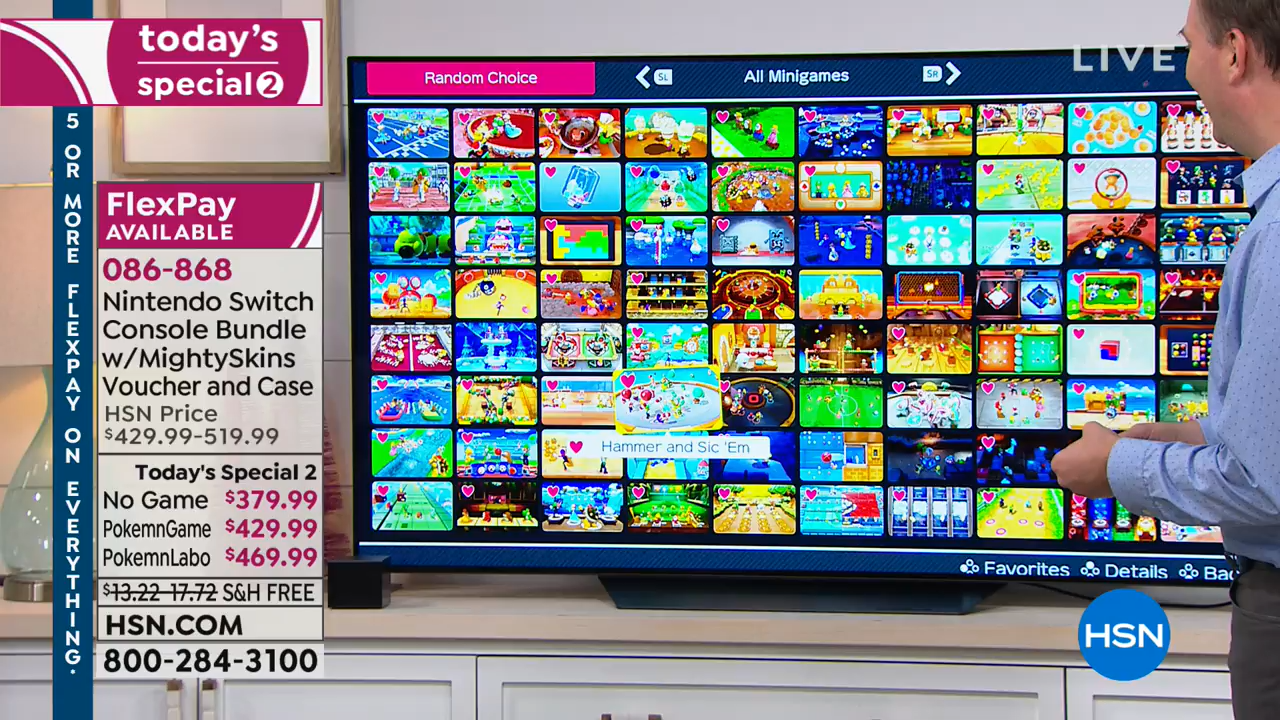 today's
special2
5 OR MORE FLEXPAY ON EVERYTHING.
FlexPay
AVAILABLE
086-868
Nintendo Switch
Console Bundle
w/MightySkins
Voucher and Case
HSN Price
$429.99-519.99
Today's Special 2
No Game $379.99
PokemnGame $429.99
PokemnLabo $469.99
$13.22-17.72 S&H FREE
HSN.COM
800-284-3100
LIVE
Random Choice
SL All Minigames SR
Hammer and Sic 'Em
Favorites Details Bac
HSN